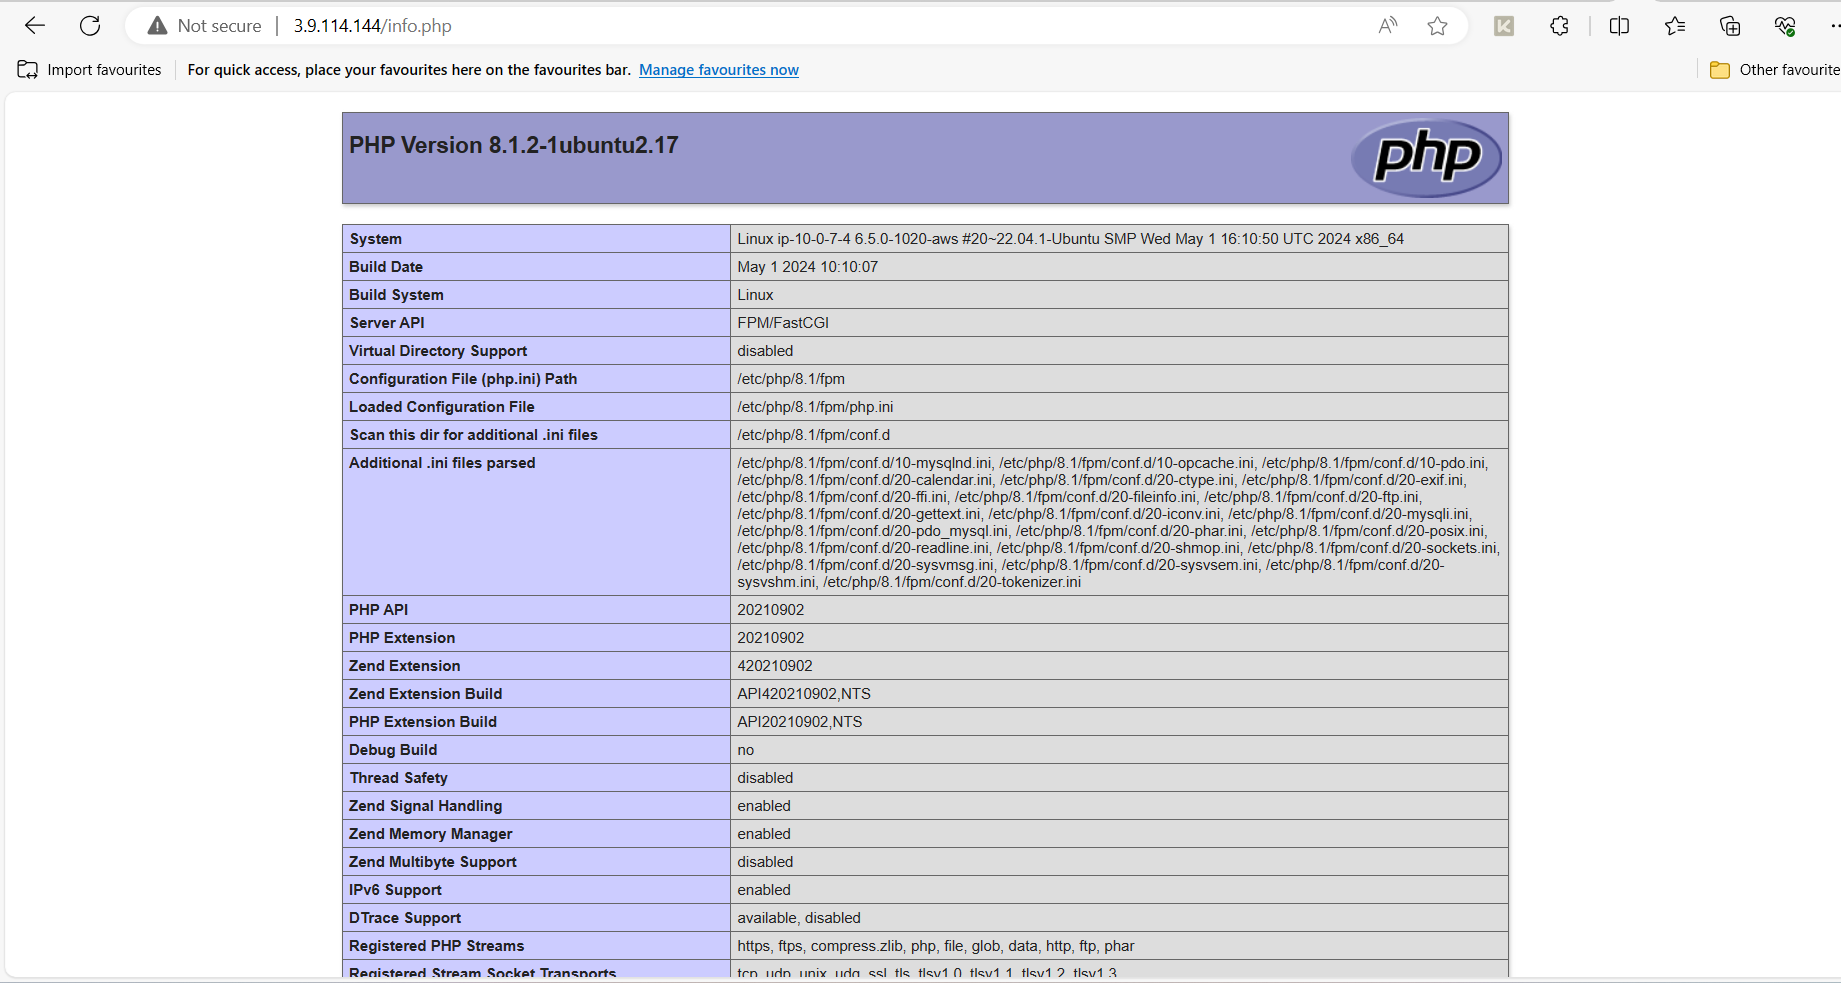 Not secure 3.9.114.144/info.php
Import favourites For quick access, place your favourites here on the favourites bar. Manage favourites now Other favourite
PHP Version 8.1.2-1ubuntu2.17
php
System Linux ip-10-0-7-4 6.5.0-1020-aws #20~22.04.1-Ubuntu SMP Wed May 1 16:10:50 UTC 2024 x86_64
Build Date May 1 2024 10:10:07
Build System Linux
Server API FPM/FastCGI
Virtual Directory Support disabled
Configuration File (php.ini) Path /etc/php/8.1/fpm
Loaded Configuration File /etc/php/8.1/fpm/php.ini
Scan this dir for additional .ini files /etc/php/8.1/fpm/conf.d
Additional .ini files parsed /etc/php/8.1/fpm/conf.d/10-mysqlnd.ini, /etc/php/8.1/fpm/conf.d/10-opcache.ini, /etc/php/8.1/fpm/conf.d/10-pdo.ini,
/etc/php/8.1/fpm/conf.d/20-calendar.ini, /etc/php/8.1/fpm/conf.d/20-ctype.ini, /etc/php/8.1/fpm/conf.d/20-exif.ini,
/etc/php/8.1/fpm/conf.d/20-ffi.ini, /etc/php/8.1/fpm/conf.d/20-fileinfo.ini, /etc/php/8.1/fpm/conf.d/20-ftp.ini,
/etc/php/8.1/fpm/conf.d/20-gettext.ini, /etc/php/8.1/fpm/conf.d/20-iconv.ini, /etc/php/8.1/fpm/conf.d/20-mysqli.ini,
/etc/php/8.1/fpm/conf.d/20-pdo_mysql.ini, /etc/php/8.1/fpm/conf.d/20-phar.ini, /etc/php/8.1/fpm/conf.d/20-posix.ini,
/etc/php/8.1/fpm/conf.d/20-readline.ini, /etc/php/8.1/fpm/conf.d/20-shmop.ini, /etc/php/8.1/fpm/conf.d/20-sockets.ini,
/etc/php/8.1/fpm/conf.d/20-sysvmsg.ini, /etc/php/8.1/fpm/conf.d/20-sysvsem.ini, /etc/php/8.1/fpm/conf.d/20-
sysvshm.ini, /etc/php/8.1/fpm/conf.d/20-tokenizer.ini
PHP API 20210902
PHP Extension 20210902
Zend Extension 420210902
Zend Extension Build API420210902,NTS
PHP Extension Build API20210902,NTS
Debug Build no
Thread Safety disabled
Zend Signal Handling enabled
Zend Memory Manager enabled
Zend Multibyte Support disabled
IPv6 Support enabled
DTrace Support available, disabled
Registered PHP Streams https, ftps, compress.zlib, php, file, glob, data, http, ftp, phar
Registered Stream Socket Transports tcp, udp, unix, udg, ssl, tls, tlsv1.0, tlsv1.1, tlsv1.2, tlsv1.3